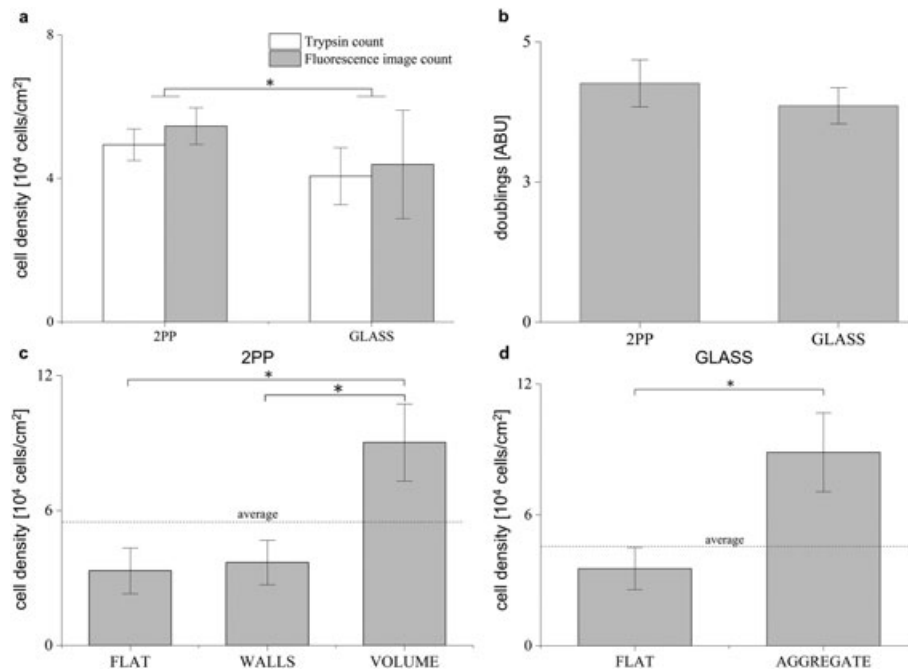 a
8
Trypsin count
Fluorescence image count
*
4
0
cell density [10⁴ cells/cm²]
2PP
GLASS
b
5
3
0
doublings [ABU]
2PP
GLASS
c
2PP
12
*
*
6
average
0
cell density [10⁴ cells/cm²]
FLAT
WALLS
VOLUME
d
GLASS
12
*
6
average
0
cell density [10⁴ cells/cm²]
FLAT
AGGREGATE